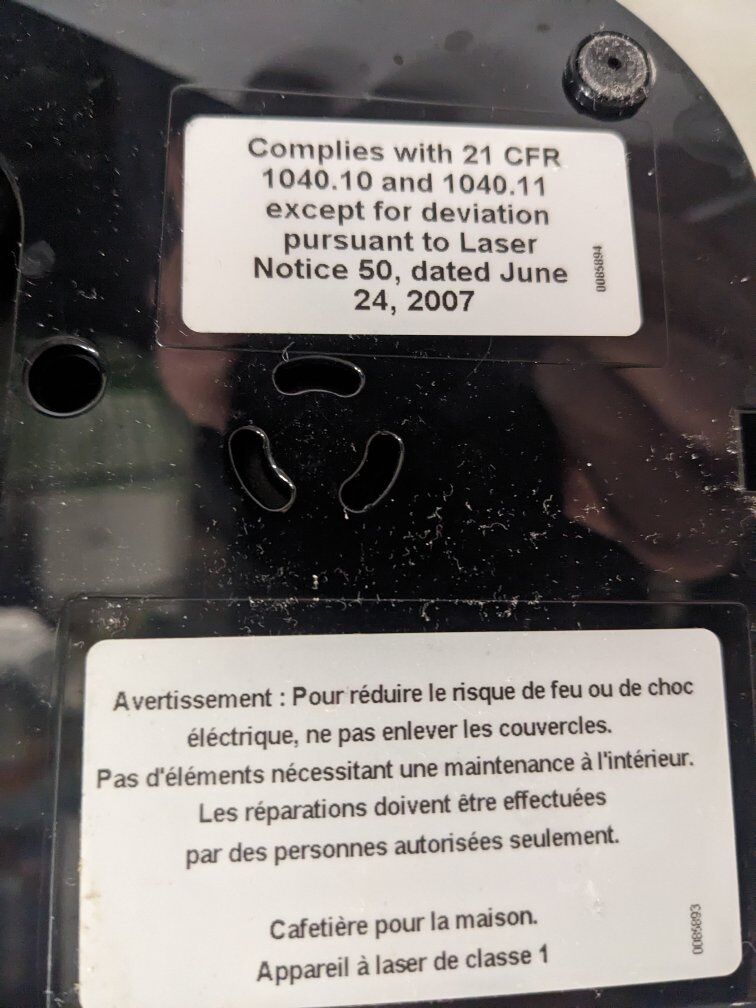 Complies with 21 CFR
1040.10 and 1040.11
except for deviation
pursuant to Laser
Notice 50, dated June
24, 2007
0085894
Avertissement : Pour réduire le risque de feu ou de choc
éléctrique, ne pas enlever les couvercles.
Pas d'éléments nécessitant une maintenance à l'intérieur.
Les réparations doivent être effectuées
par des personnes autorisées seulement.
Cafetière pour la maison.
Appareil à laser de classe 1
0085893